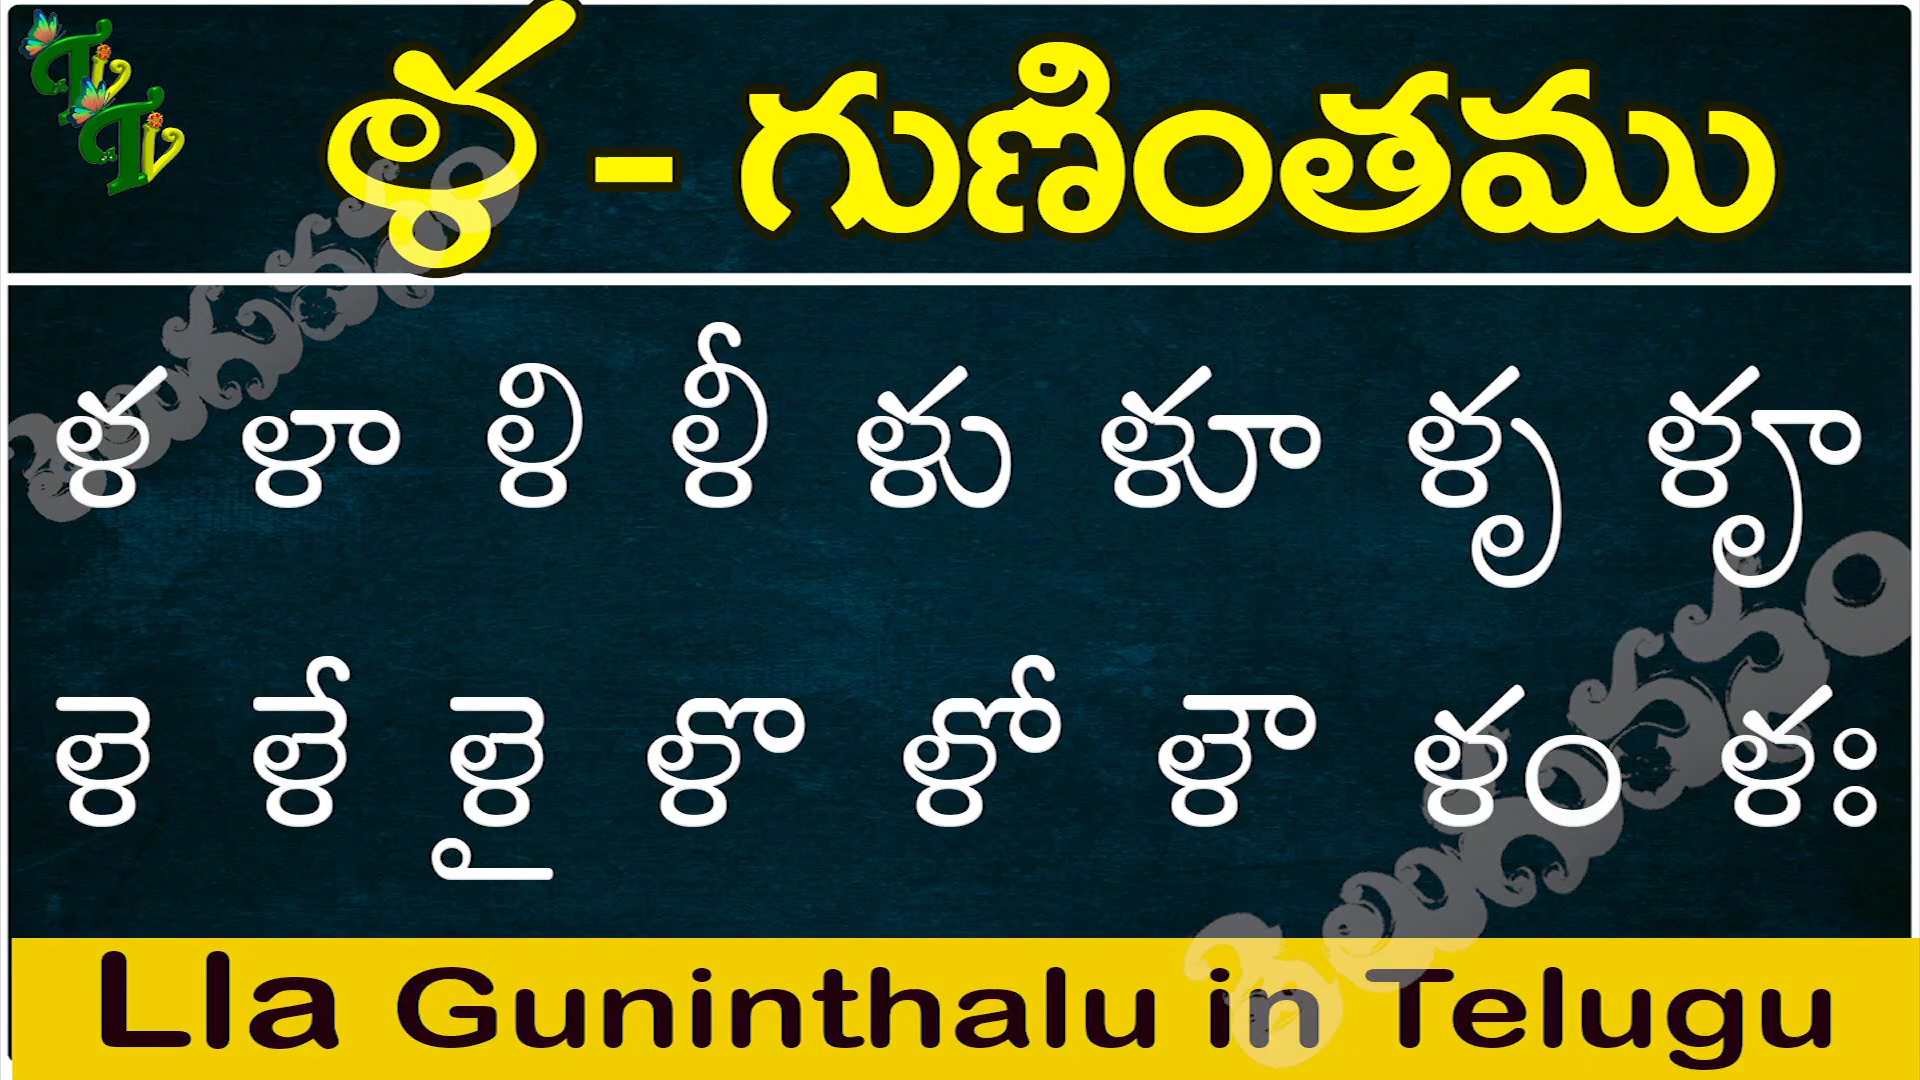 ళ - గుణింతము
ళ ళా ళి ళీ ళు ళూ ళృ ళౄ
ళె ళే ళై ళొ ళో ళౌ ళం ళః
Lla Guninthalu in Telugu